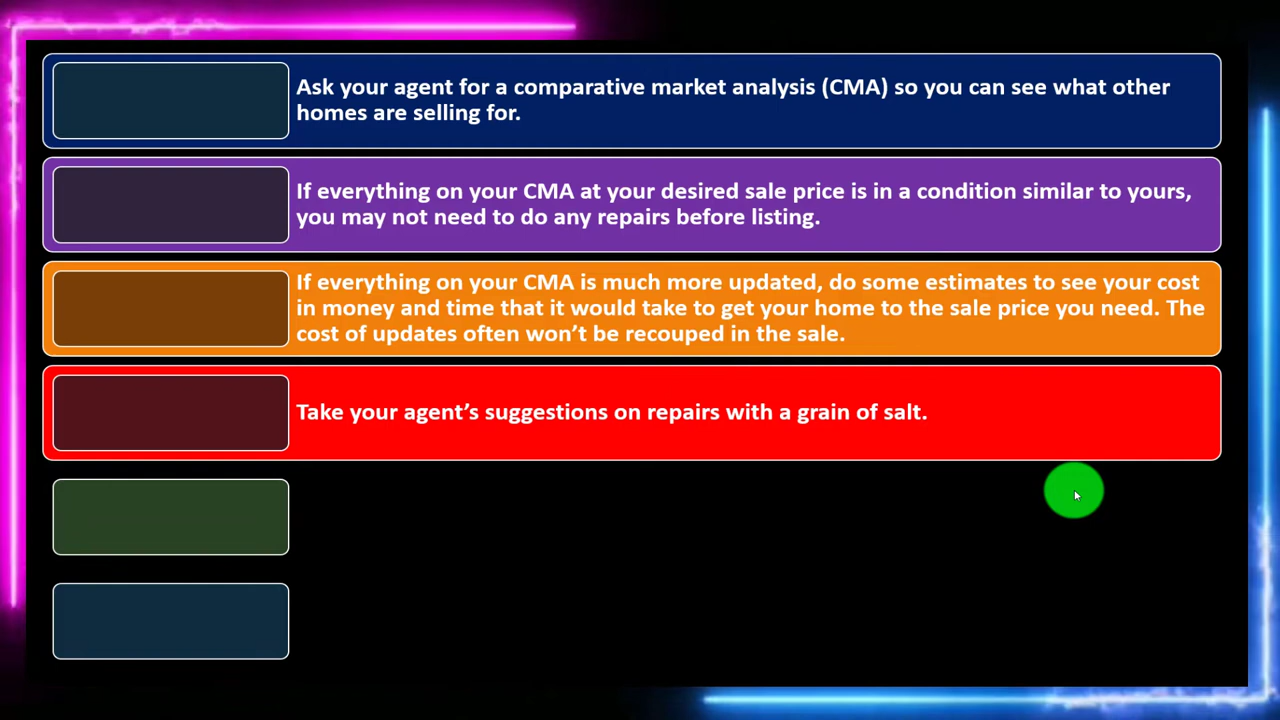 Ask your agent for a comparative market analysis (CMA) so you can see what other
homes are selling for.
If everything on your CMA at your desired sale price is in a condition similar to yours,
you may not need to do any repairs before listing.
If everything on your CMA is much more updated, do some estimates to see your cost
in money and time that it would take to get your home to the sale price you need. The
cost of updates often won’t be recouped in the sale.
Take your agent’s suggestions on repairs with a grain of salt.